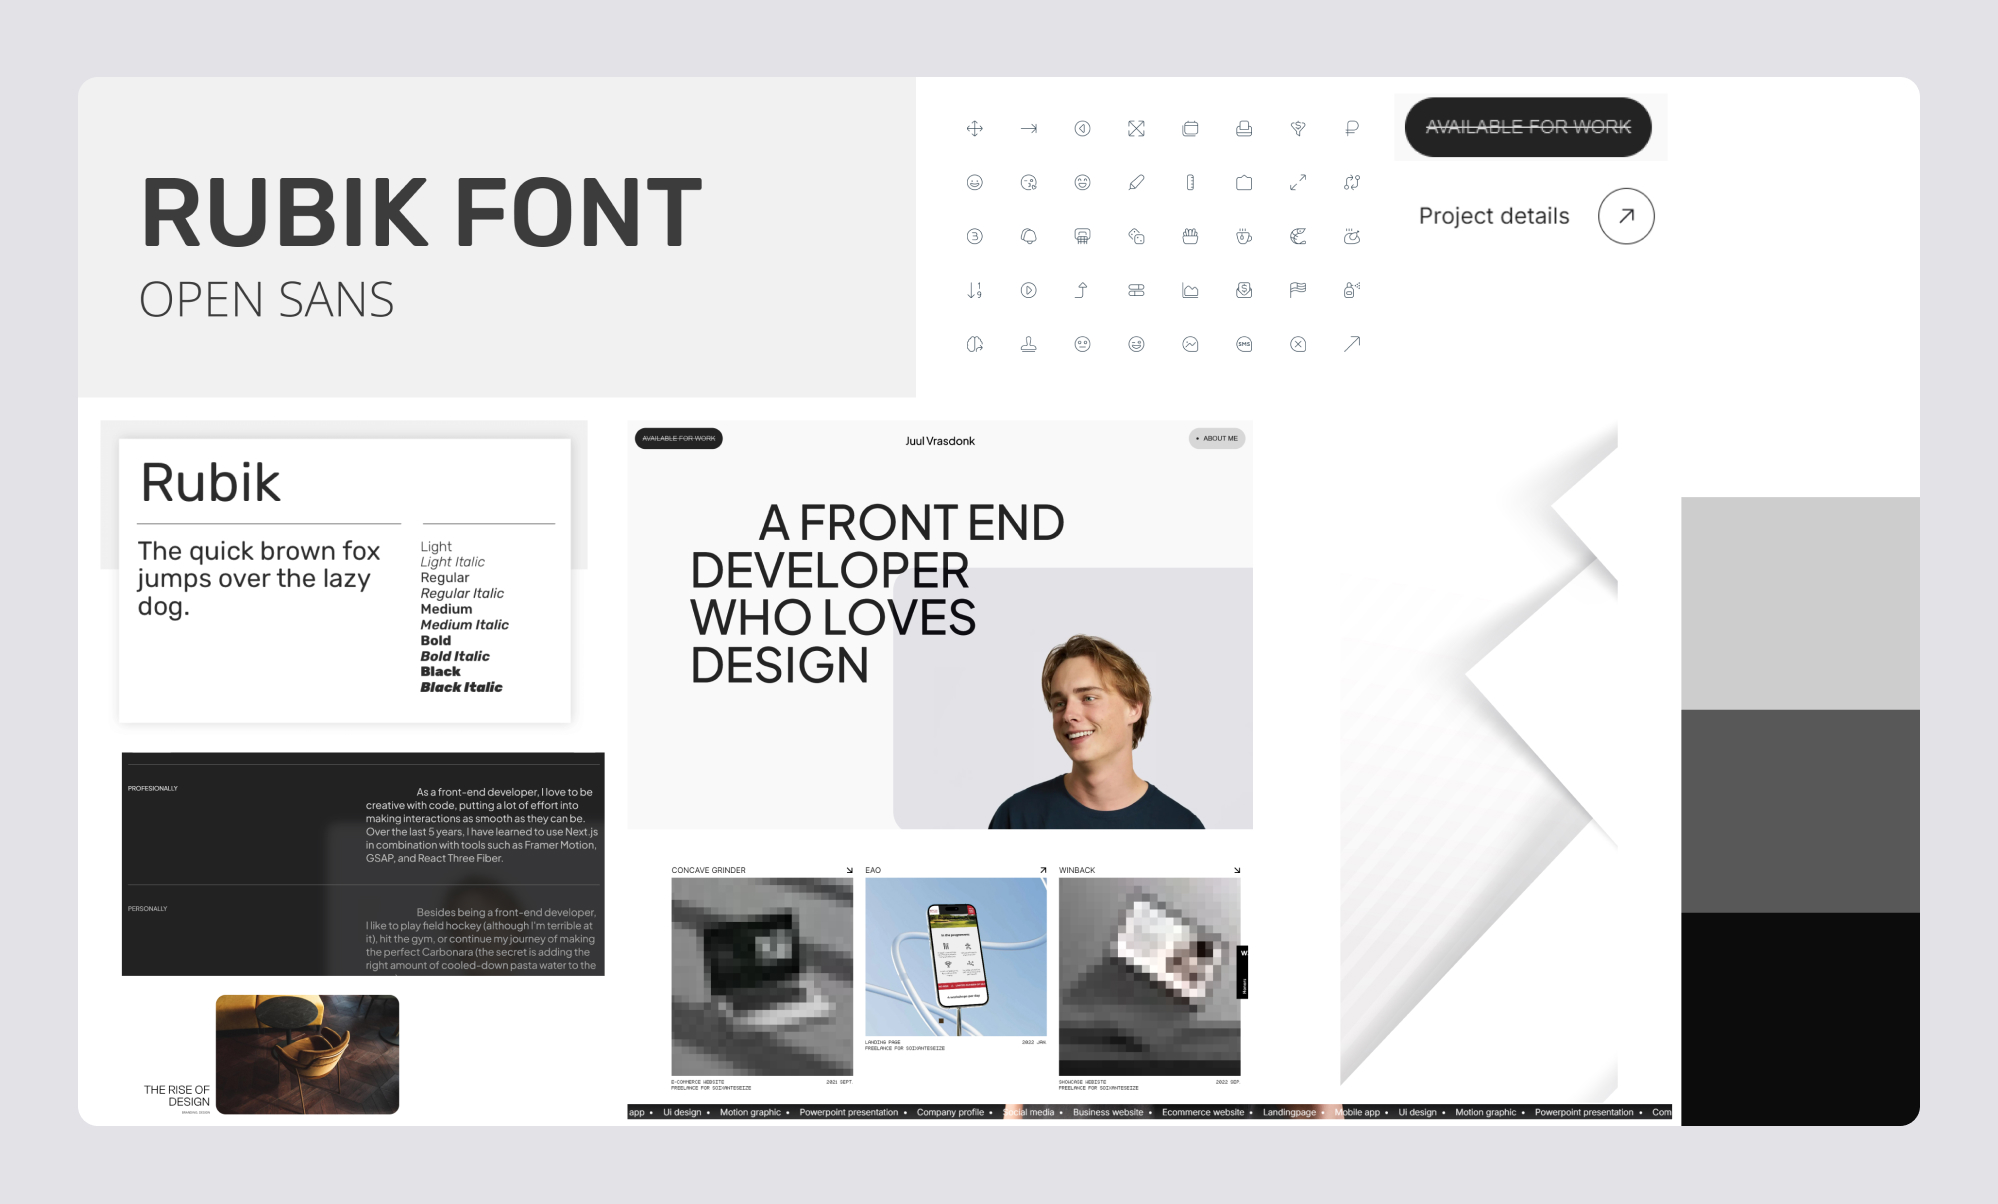 RUBIK FONT
OPEN SANS
3
1
9
SMS
AVAILABLE FOR WORK
Project details
Rubik
The quick brown fox
jumps over the lazy
dog.
Light
Light Italic
Regular
Regular Italic
Medium
Medium Italic
Bold
Bold Italic
Black
Black Italic
AVAILABLE FOR WORK
Juul Vrasdonk
• ABOUT ME
A FRONT END
DEVELOPER
WHO LOVES
DESIGN
PROFESIONALLY
As a front-end developer, I love to be
creative with code, putting a lot of effort into
making interactions as smooth as they can be.
Over the last 5 years, I have learned to use Next.js
in combination with tools such as Framer Motion,
GSAP, and React Three Fiber.
PERSONALLY
Besides being a front-end developer,
I like to play field hockey (although I'm terrible at
it), hit the gym, or continue my journey of making
the perfect Carbonara (the secret is adding the
right amount of cooled-down pasta water to the
THE RISE OF
DESIGN
BRANDING, DESIGN
CONCAVE GRINDER
E-COMMERCE WEBSITE
FREELANCE FOR SOIXANTESEIZE
2021 SEPT.
EAO
LANDING PAGE
FREELANCE FOR SOIXANTESEIZE
2022 JAN
WINBACK
W.
Honors
SHOWCASE WEBISTE
FREELANCE FOR SOIXANTESEIZE
2022 SEP.
app • Ui design • Motion graphic • Powerpoint presentation • Company profile • Social media • Business website • Ecommerce website • Landingpage • Mobile app • Ui design • Motion graphic • Powerpoint presentation • Com